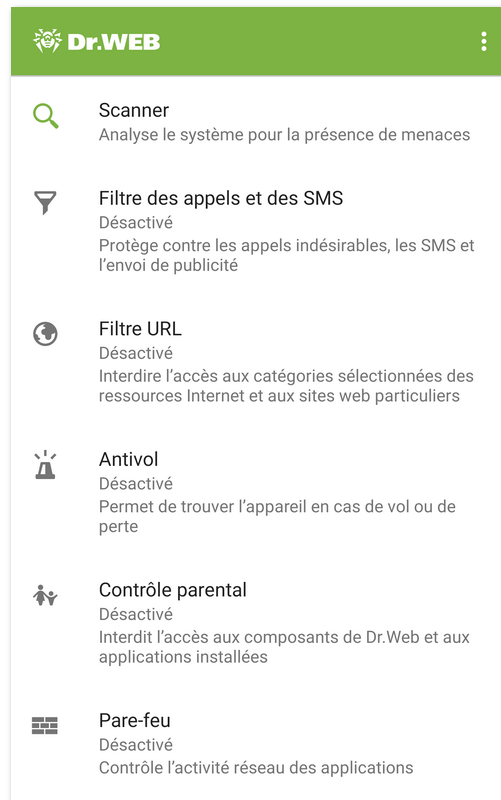 Dr.WEB
Scanner
Analyse le système pour la présence de menaces
Filtre des appels et des SMS
Désactivé
Protège contre les appels indésirables, les SMS et
l’envoi de publicité
Filtre URL
Désactivé
Interdire l’accès aux catégories sélectionnées des
ressources Internet et aux sites web particuliers
Antivol
Désactivé
Permet de trouver l’appareil en cas de vol ou de
perte
Contrôle parental
Désactivé
Interdit l’accès aux composants de Dr.Web et aux
applications installées
Pare-feu
Désactivé
Contrôle l’activité réseau des applications